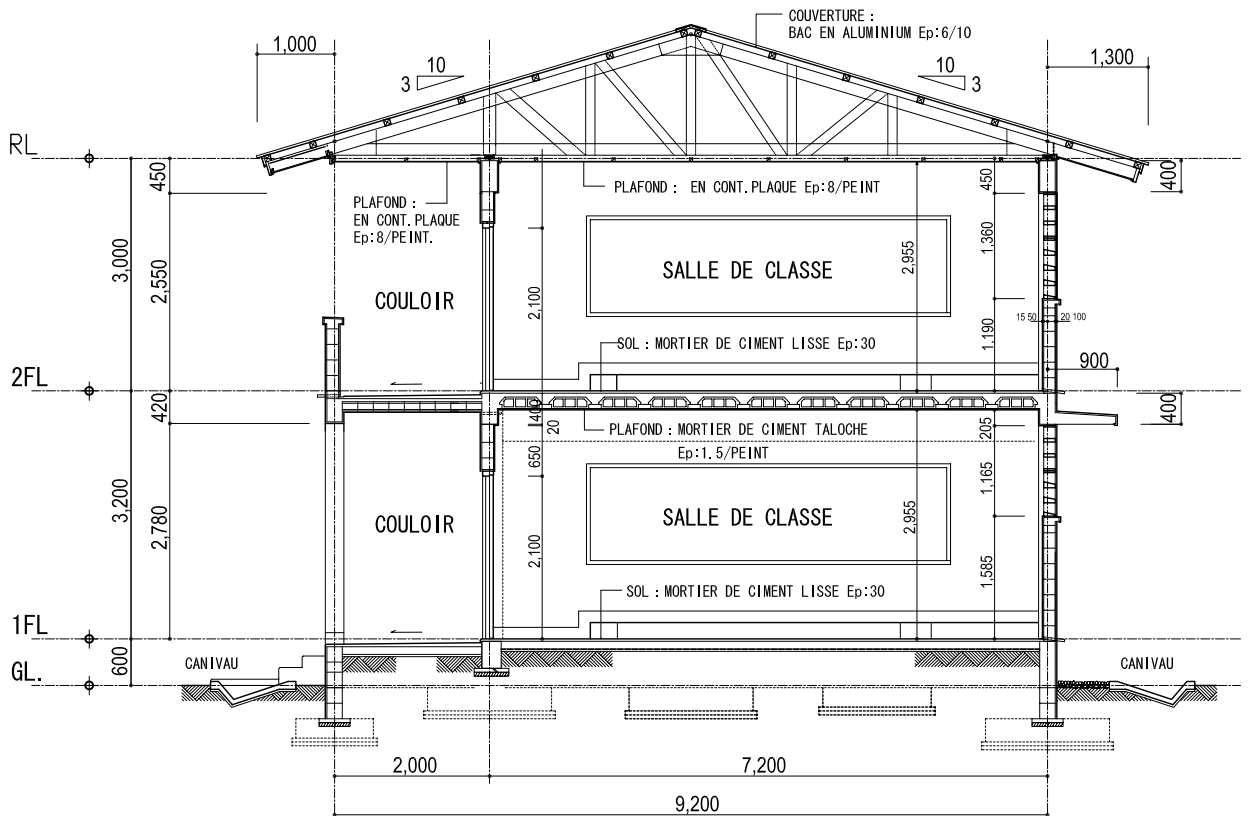 COUVERTURE :
BAC EN ALUMINIUM Ep:6/10
1,000
10
3
10
3
1,300
RL
450
PLAFOND : EN CONT.PLAQUE Ep:8/PEINT
450
400
PLAFOND :
EN CONT.PLAQUE
Ep:8/PEINT.
3,000
2,550
1,360
2,955
SALLE DE CLASSE
COULOIR
2,100
15 50
20 100
SOL : MORTIER DE CIMENT LISSE Ep:30
1,190
900
2FL
420
400
20
205
400
PLAFOND : MORTIER DE CIMENT TALOCHE
Ep:1.5/PEINT
650
1,165
3,200
2,780
COULOIR
SALLE DE CLASSE
2,955
2,100
1,585
SOL : MORTIER DE CIMENT LISSE Ep:30
1FL
600
CANIVAU
CANIVAU
GL.
2,000
7,200
9,200